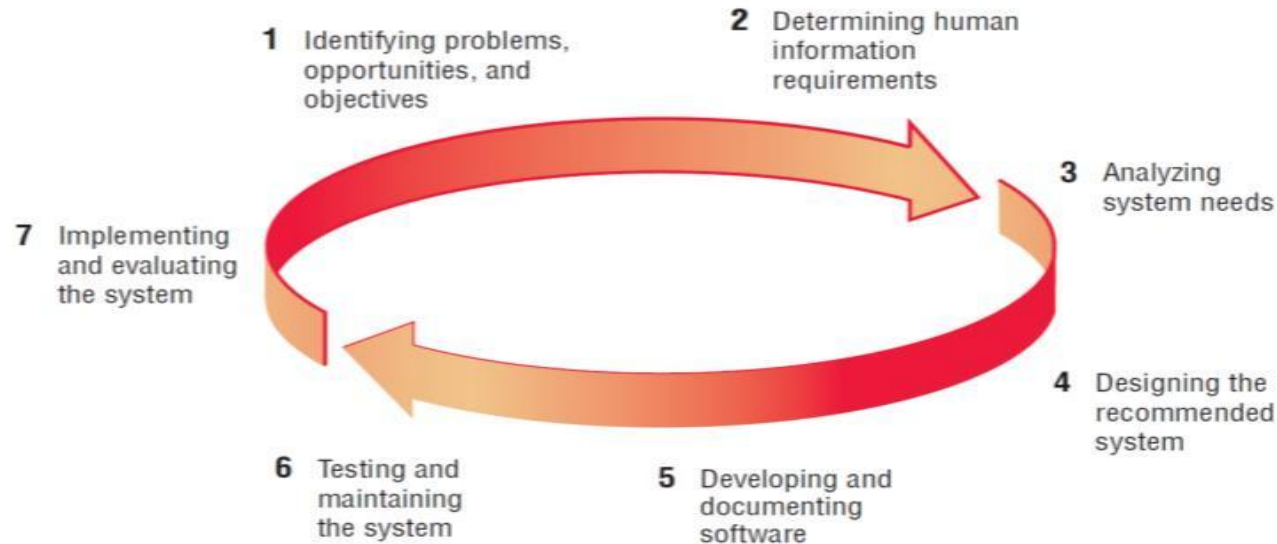 1 Identifying problems,
opportunities, and
objectives
2 Determining human
information
requirements
3 Analyzing
system needs
4 Designing the
recommended
system
5 Developing and
documenting
software
6 Testing and
maintaining
the system
7 Implementing
and evaluating
the system